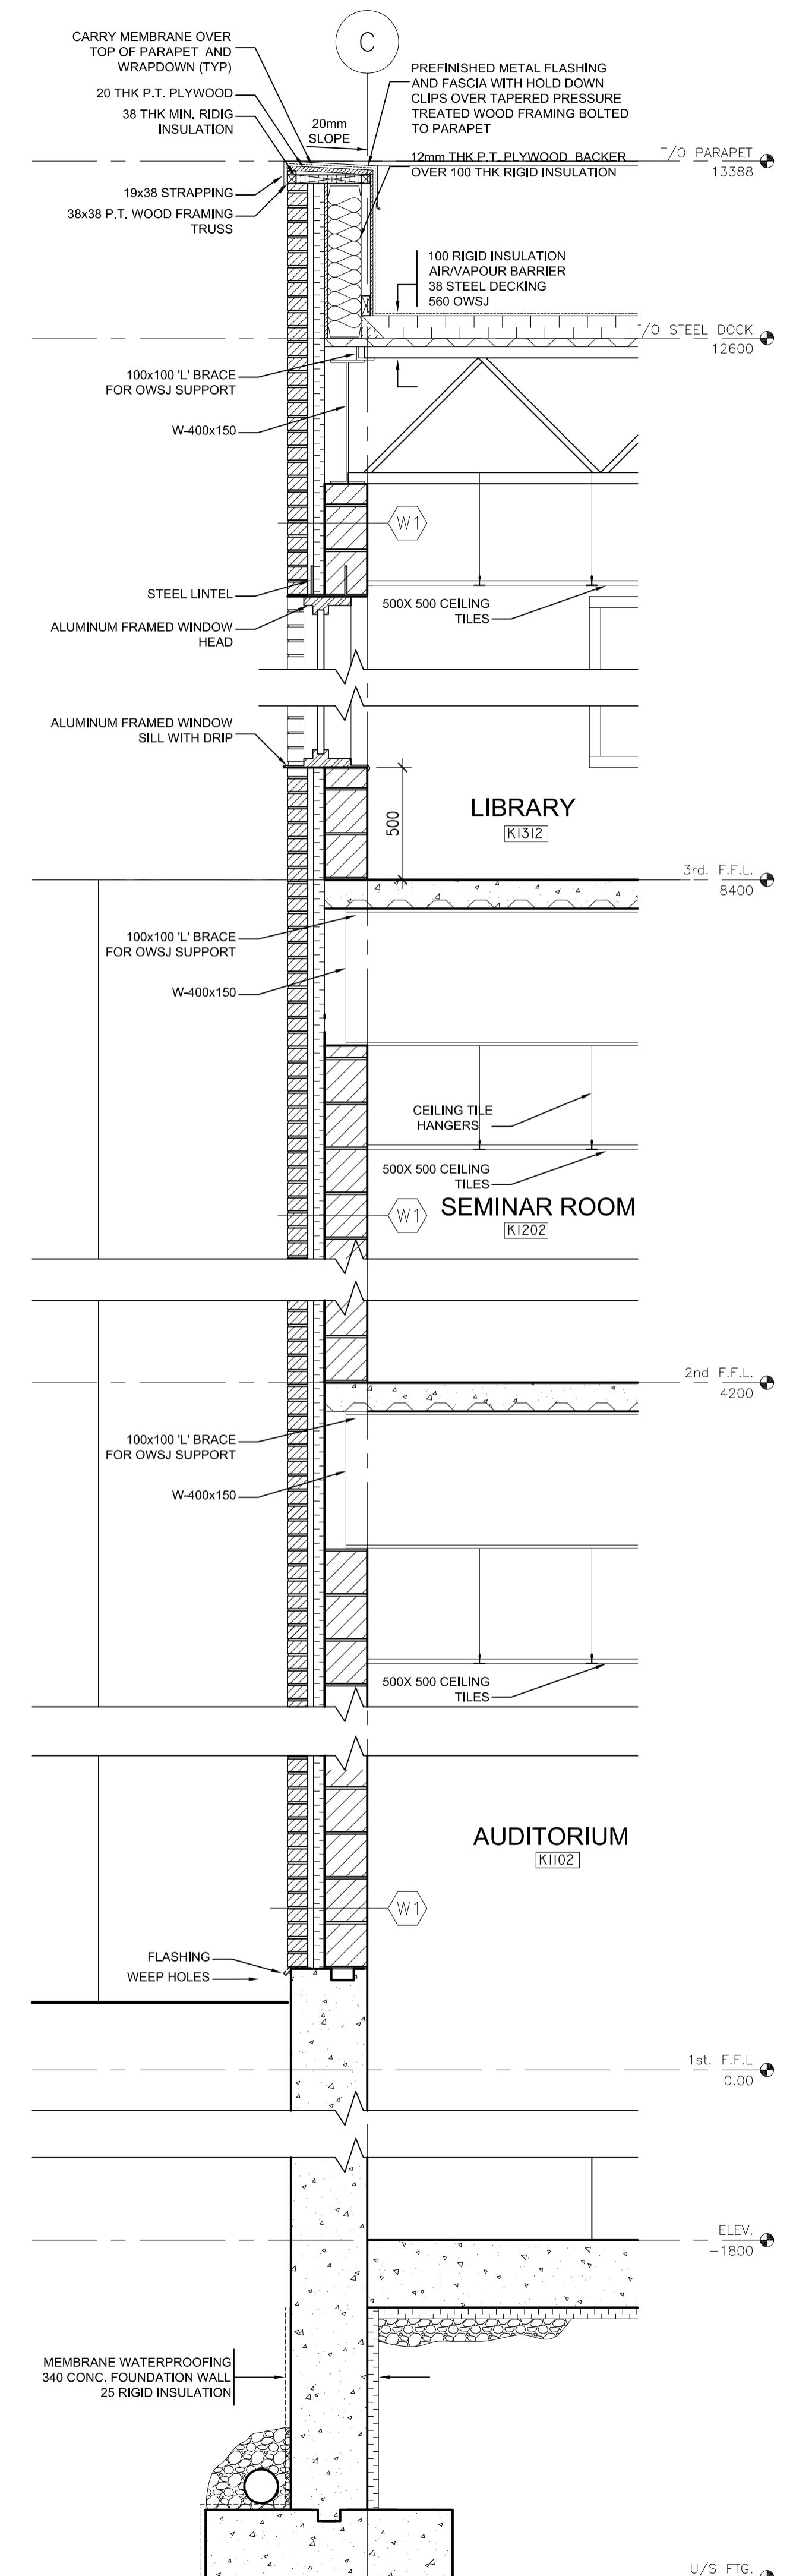 C
CARRY MEMBRANE OVER
TOP OF PARAPET AND
WRAPDOWN (TYP)
20 THK P.T. PLYWOOD
38 THK MIN. RIDIG
INSULATION
20mm
SLOPE
PREFINISHED METAL FLASHING
AND FASCIA WITH HOLD DOWN
CLIPS OVER TAPERED PRESSURE
TREATED WOOD FRAMING BOLTED
TO PARAPET
T/O PARAPET
13388
12mm THK P.T. PLYWOOD BACKER
OVER 100 THK RIGID INSULATION
19x38 STRAPPING
38x38 P.T. WOOD FRAMING
TRUSS
100 RIGID INSULATION
AIR/VAPOUR BARRIER
38 STEEL DECKING
560 OWSJ
T/O STEEL DOCK
12600
100x100 'L' BRACE
FOR OWSJ SUPPORT
W-400x150
W1
STEEL LINTEL
500X 500 CEILING
TILES
ALUMINUM FRAMED WINDOW
HEAD
ALUMINUM FRAMED WINDOW
SILL WITH DRIP
500
LIBRARY
K1312
3rd. F.F.L.
8400
100x100 'L' BRACE
FOR OWSJ SUPPORT
W-400x150
CEILING TILE
HANGERS
500X 500 CEILING
TILES
W1
SEMINAR ROOM
K1202
2nd F.F.L.
4200
100x100 'L' BRACE
FOR OWSJ SUPPORT
W-400x150
500X 500 CEILING
TILES
AUDITORIUM
K1102
W1
FLASHING
WEEP HOLES
1st. F.F.L
0.00
ELEV.
-1800
MEMBRANE WATERPROOFING
340 CONC. FOUNDATION WALL
25 RIGID INSULATION
U/S FTG.